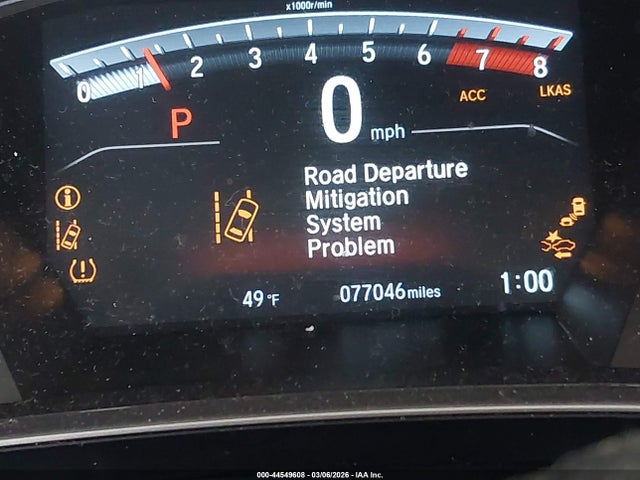 x1000r/min
0 1 2 3 4 5 6 7 8
ACC LKAS
P 0 mph
Road Departure
Mitigation
System
Problem
49°F 077046 miles 1:00
000-44549608 - 03/06/2026 - IAA Inc.